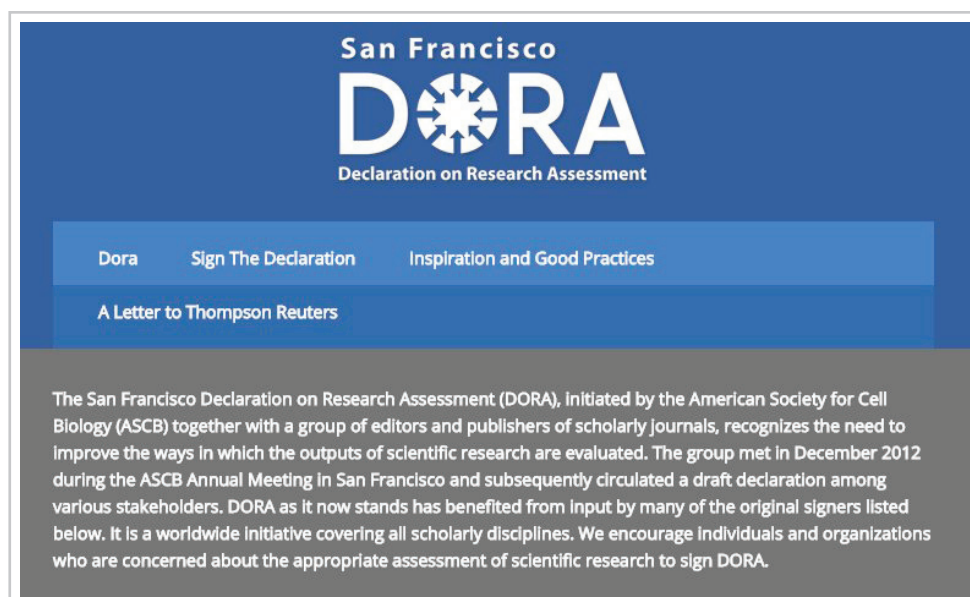 San Francisco
DORA
Declaration on Research Assessment
Dora Sign The Declaration Inspiration and Good Practices
A Letter to Thompson Reuters
The San Francisco Declaration on Research Assessment (DORA), initiated by the American Society for Cell
Biology (ASCB) together with a group of editors and publishers of scholarly journals, recognizes the need to
improve the ways in which the outputs of scientific research are evaluated. The group met in December 2012
during the ASCB Annual Meeting in San Francisco and subsequently circulated a draft declaration among
various stakeholders. DORA as it now stands has benefited from input by many of the original signers listed
below. It is a worldwide initiative covering all scholarly disciplines. We encourage individuals and organizations
who are concerned about the appropriate assessment of scientific research to sign DORA.